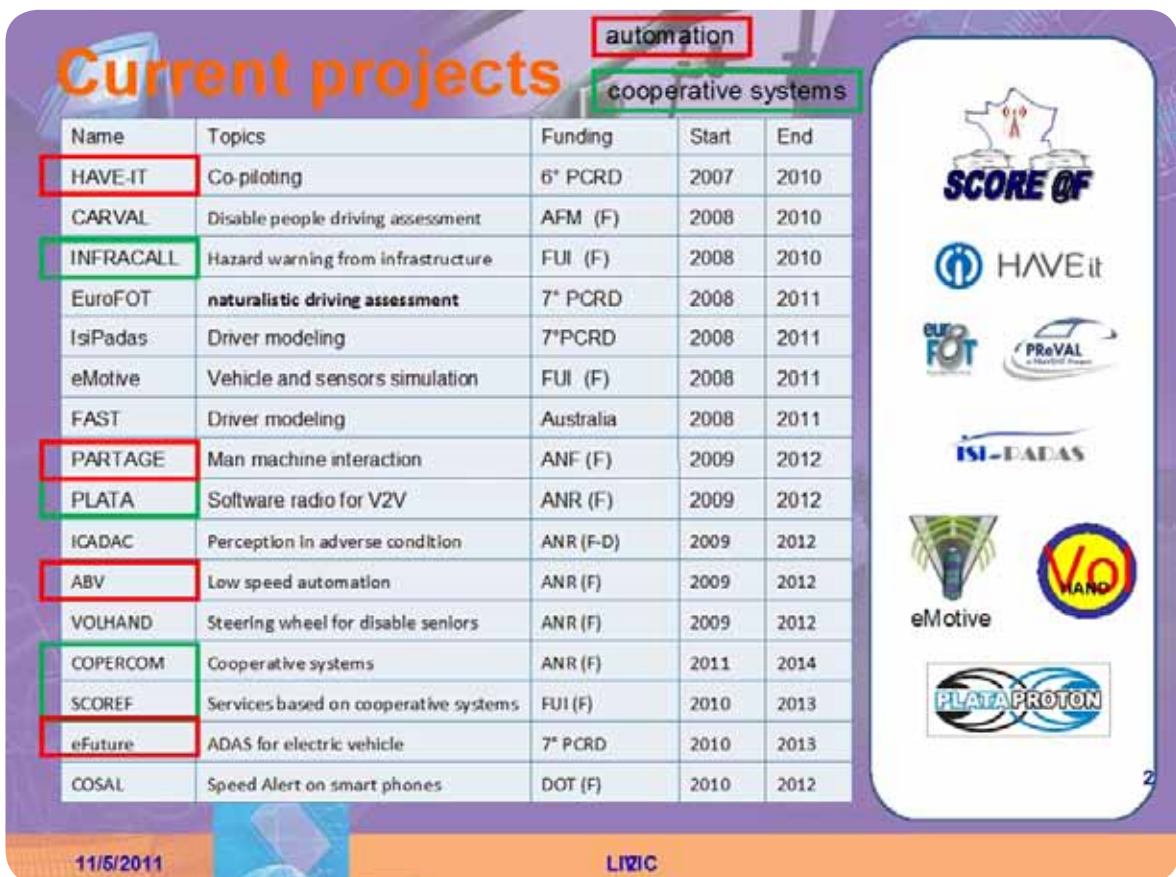 automation
Current projects
cooperative systems
Name Topics Funding Start End
HAVE-IT Co-piloting 6° PCRD 2007 2010
CARVAL Disable people driving assessment AFM (F) 2008 2010
INFRACALL Hazard warning from infrastructure FUI (F) 2008 2010
EuroFOT naturalistic driving assessment 7° PCRD 2008 2011
IsiPadas Driver modeling 7°PCRD 2008 2011
eMotive Vehicle and sensors simulation FUI (F) 2008 2011
FAST Driver modeling Australia 2008 2011
PARTAGE Man machine interaction ANF (F) 2009 2012
PLATA Software radio for V2V ANR (F) 2009 2012
ICADAC Perception in adverse condition ANR (F-D) 2009 2012
ABV Low speed automation ANR (F) 2009 2012
VOLHAND Steering wheel for disable seniors ANR (F) 2009 2012
COPERCOM Cooperative systems ANR (F) 2011 2014
SCOREF Services based on cooperative systems FUI (F) 2010 2013
eFuture ADAS for electric vehicle 7° PCRD 2010 2013
COSAL Speed Alert on smart phones DOT (F) 2010 2012
SCORE @F
HAVEit
euro FOT
PReVAL
ISI-PADAS
eMotive
Vol
HAND
PLATA PROTON
2
11/5/2011 LIVIC